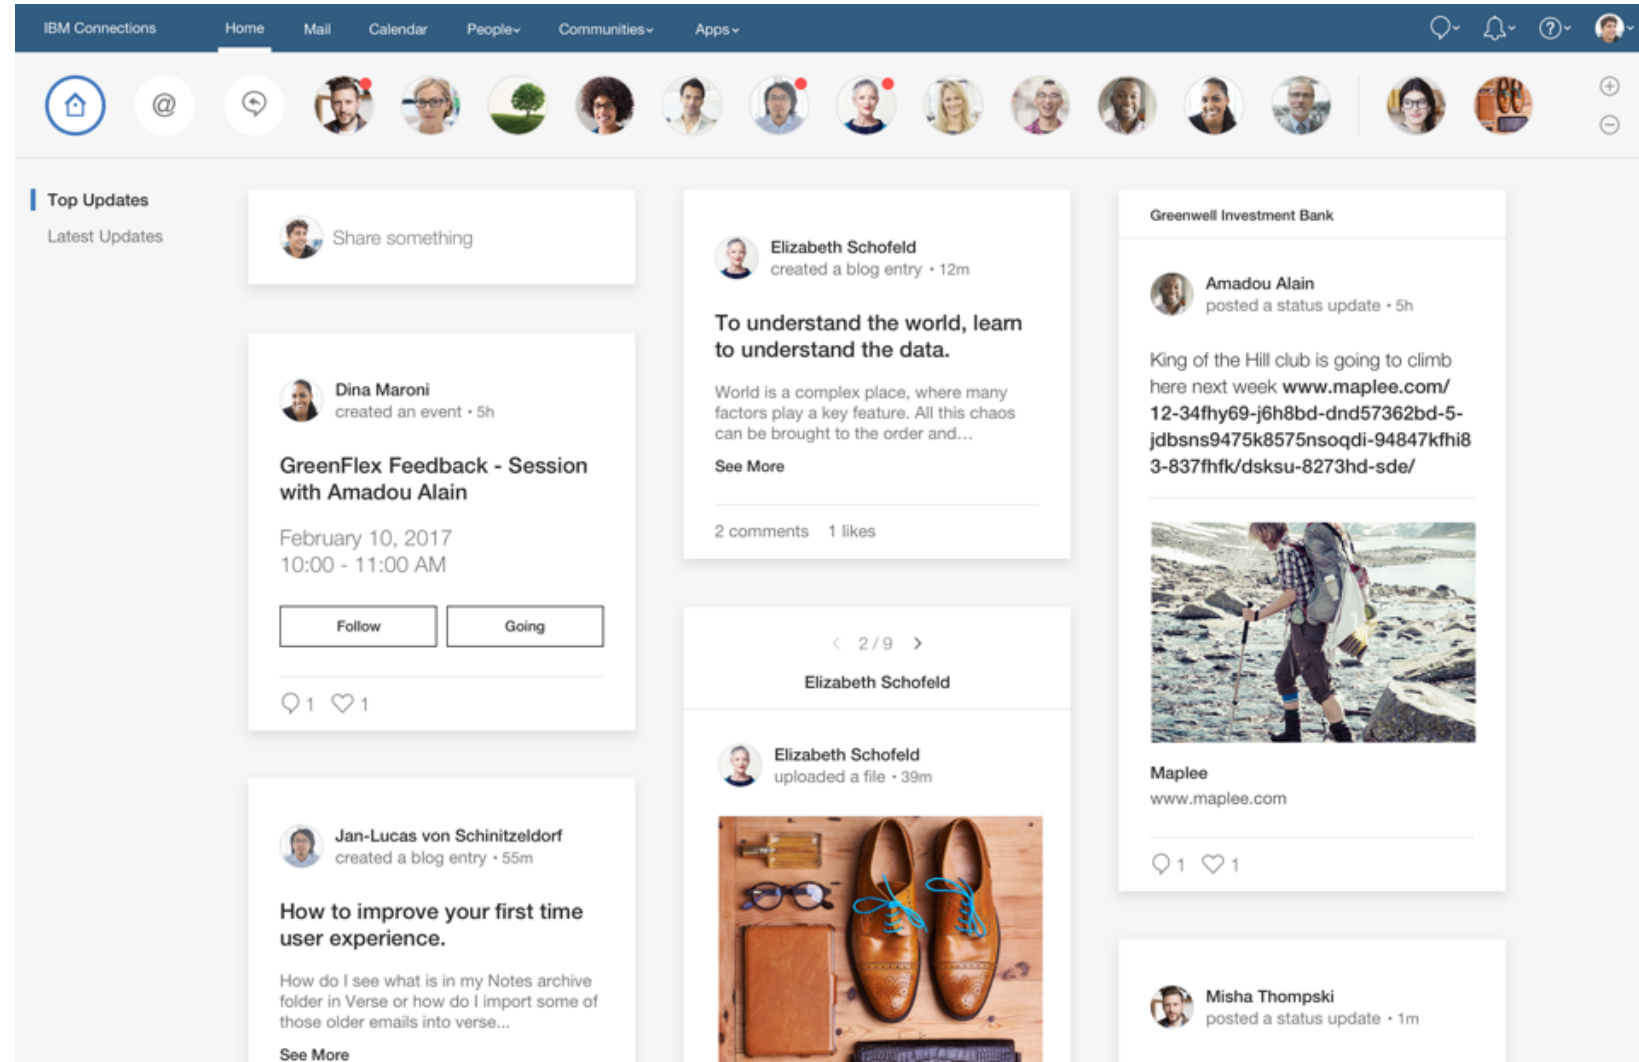 IBM Connections
Home
Mail
Calendar
People
Communities
Apps
@
Top Updates
Latest Updates
Share something
Dina Maroni
created an event • 5h
GreenFlex Feedback - Session
with Amadou Alain
February 10, 2017
10:00 - 11:00 AM
Follow
Going
1
1
Jan-Lucas von Schinitzeldorf
created a blog entry • 55m
How to improve your first time
user experience.
How do I see what is in my Notes archive
folder in Verse or how do I import some of
those older emails into verse...
See More
Elizabeth Schofeld
created a blog entry • 12m
To understand the world, learn
to understand the data.
World is a complex place, where many
factors play a key feature. All this chaos
can be brought to the order and...
See More
2 comments 1 likes
< 2 / 9 >
Elizabeth Schofeld
Elizabeth Schofeld
uploaded a file • 39m
Greenwell Investment Bank
Amadou Alain
posted a status update • 5h
King of the Hill club is going to climb
here next week www.maplee.com/
12-34fhy69-j6h8bd-dnd57362bd-5-
jdbsns9475k8575nsoqdi-94847kfhi8
3-837fhfk/dsksu-8273hd-sde/
Maplee
www.maplee.com
1
1
Misha Thompski
posted a status update • 1m